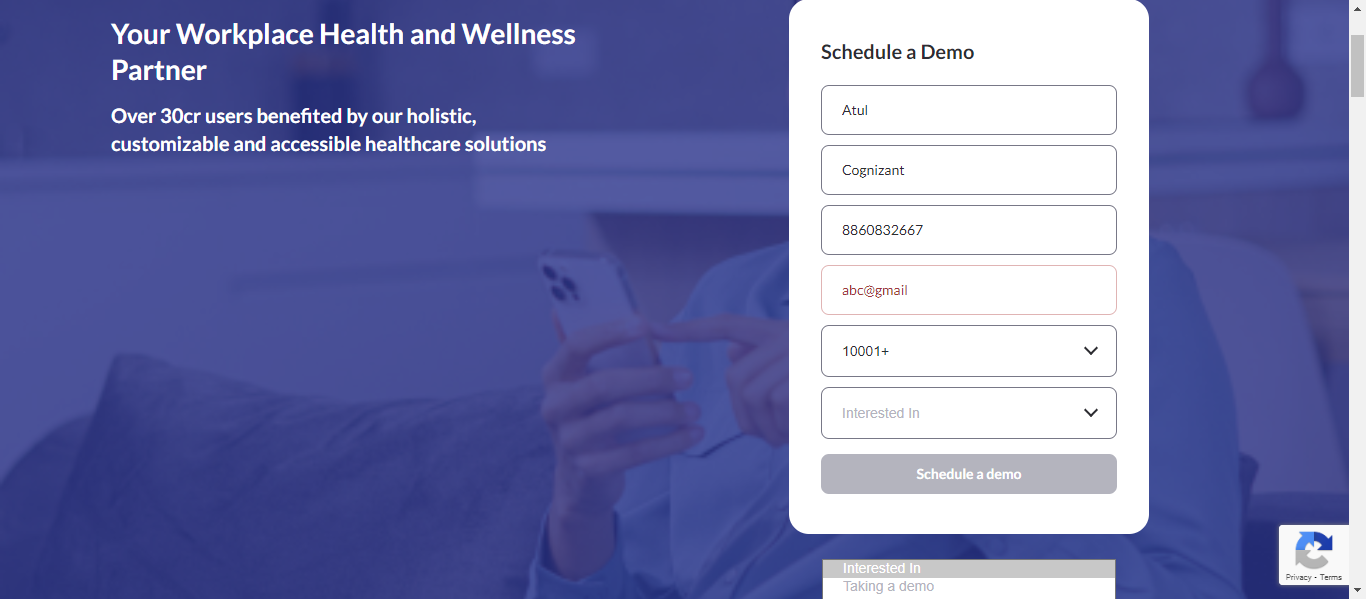 Your Workplace Health and Wellness
Partner
Over 30cr users benefited by our holistic,
customizable and accessible healthcare solutions
Schedule a Demo
Atul
Cognizant
8860832667
abc@gmail
10001+
Interested In
Schedule a demo
Interested In
Taking a demo
Privacy - Terms